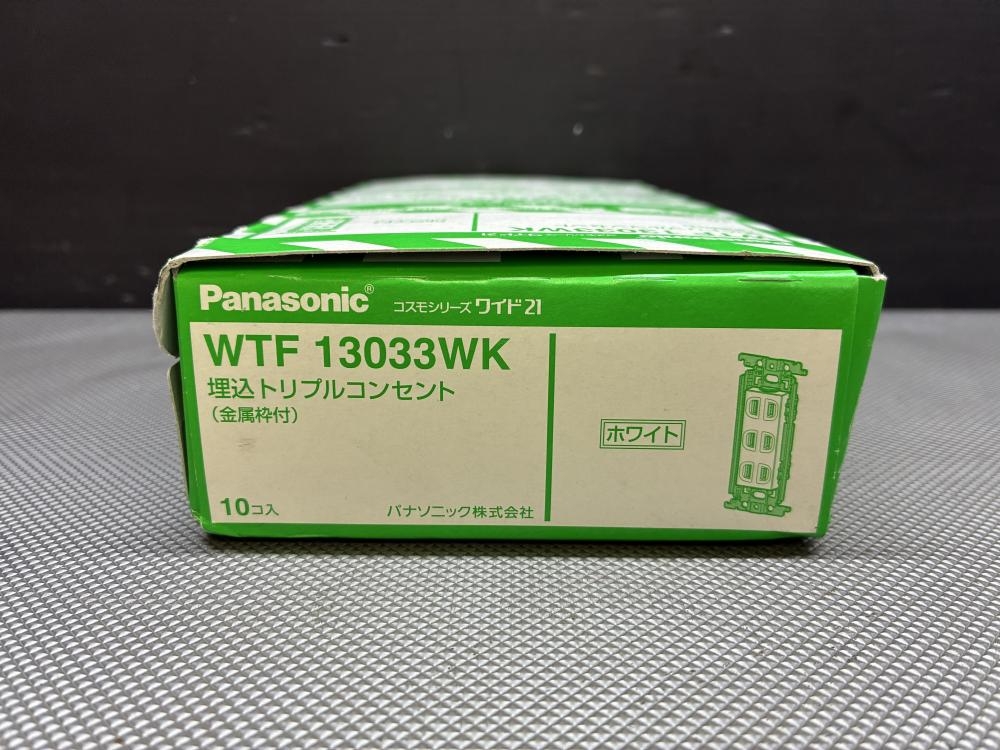 Panasonic® コスモシリーズ ワイド21
WTF 13033WK
埋込トリプルコンセント
(金属枠付)
ホワイト
10コ入
パナソニック株式会社